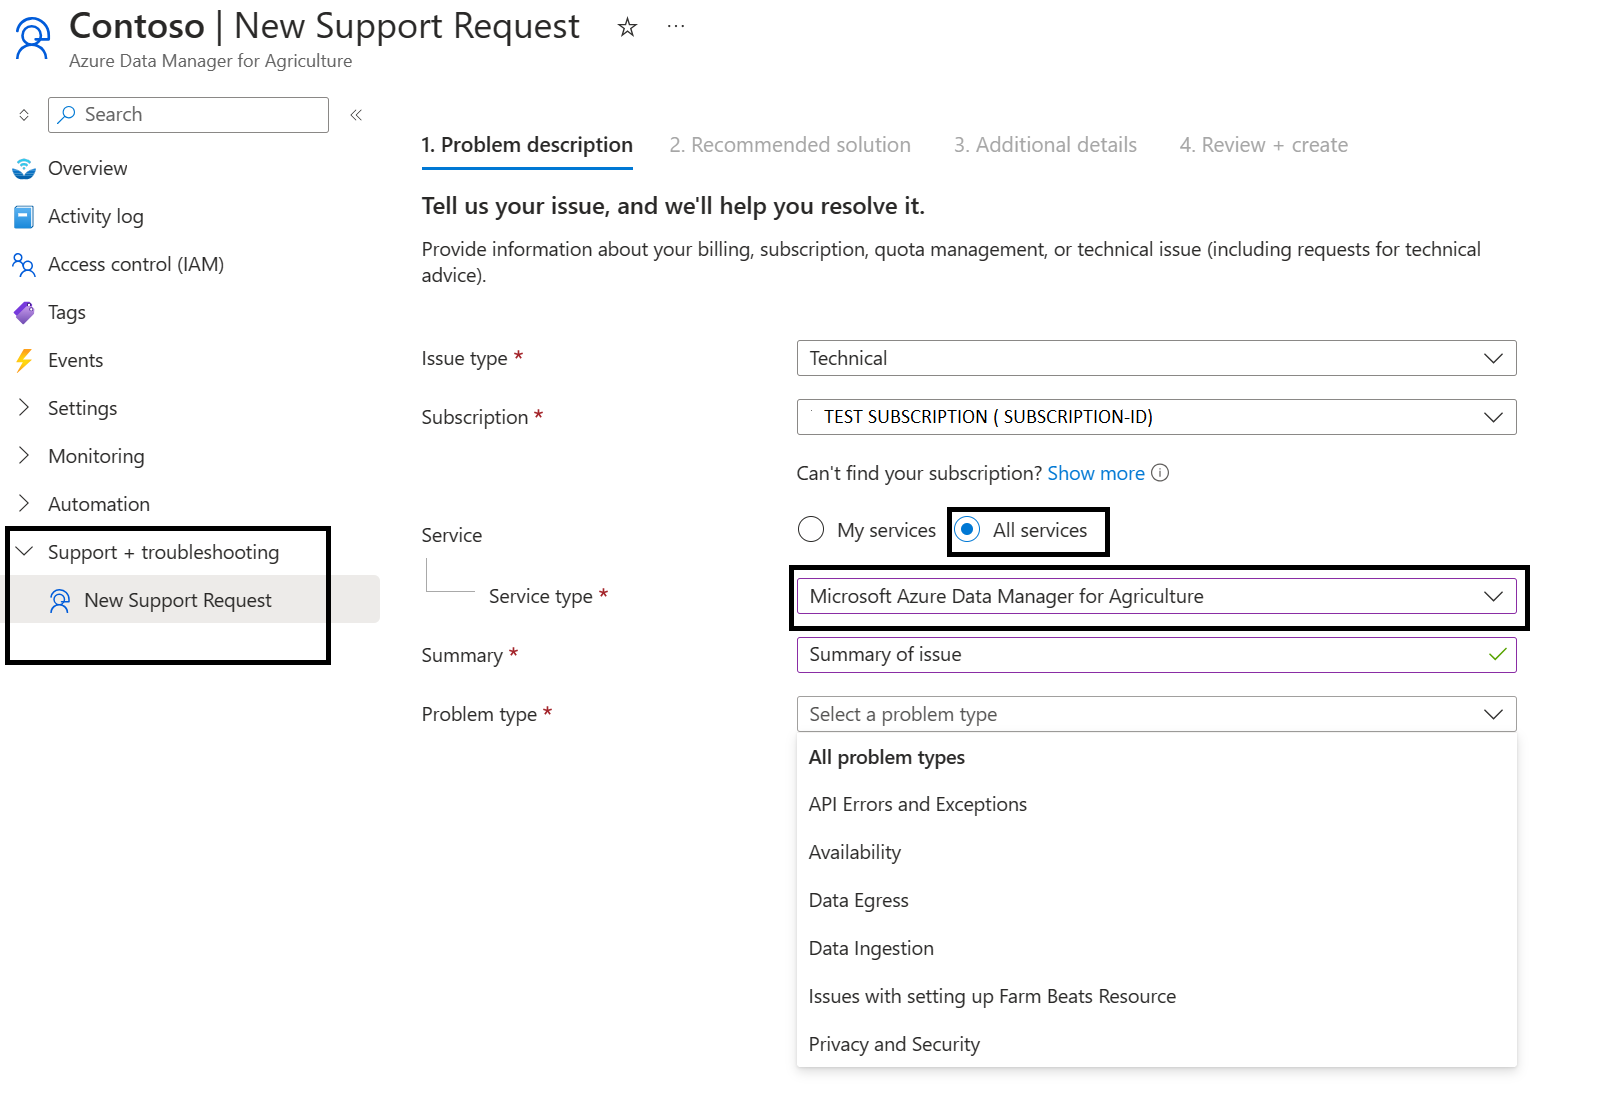 Contoso | New Support Request
Azure Data Manager for Agriculture
Search
Overview
Activity log
Access control (IAM)
Tags
Events
Settings
Monitoring
Automation
Support + troubleshooting
New Support Request
1. Problem description 2. Recommended solution 3. Additional details 4. Review + create
Tell us your issue, and we'll help you resolve it.
Provide information about your billing, subscription, quota management, or technical issue (including requests for technical
advice).
Issue type * Technical
Subscription * TEST SUBSCRIPTION ( SUBSCRIPTION-ID)
Can't find your subscription? Show more
Service My services All services
Service type * Microsoft Azure Data Manager for Agriculture
Summary * Summary of issue
Problem type * Select a problem type
All problem types
API Errors and Exceptions
Availability
Data Egress
Data Ingestion
Issues with setting up Farm Beats Resource
Privacy and Security